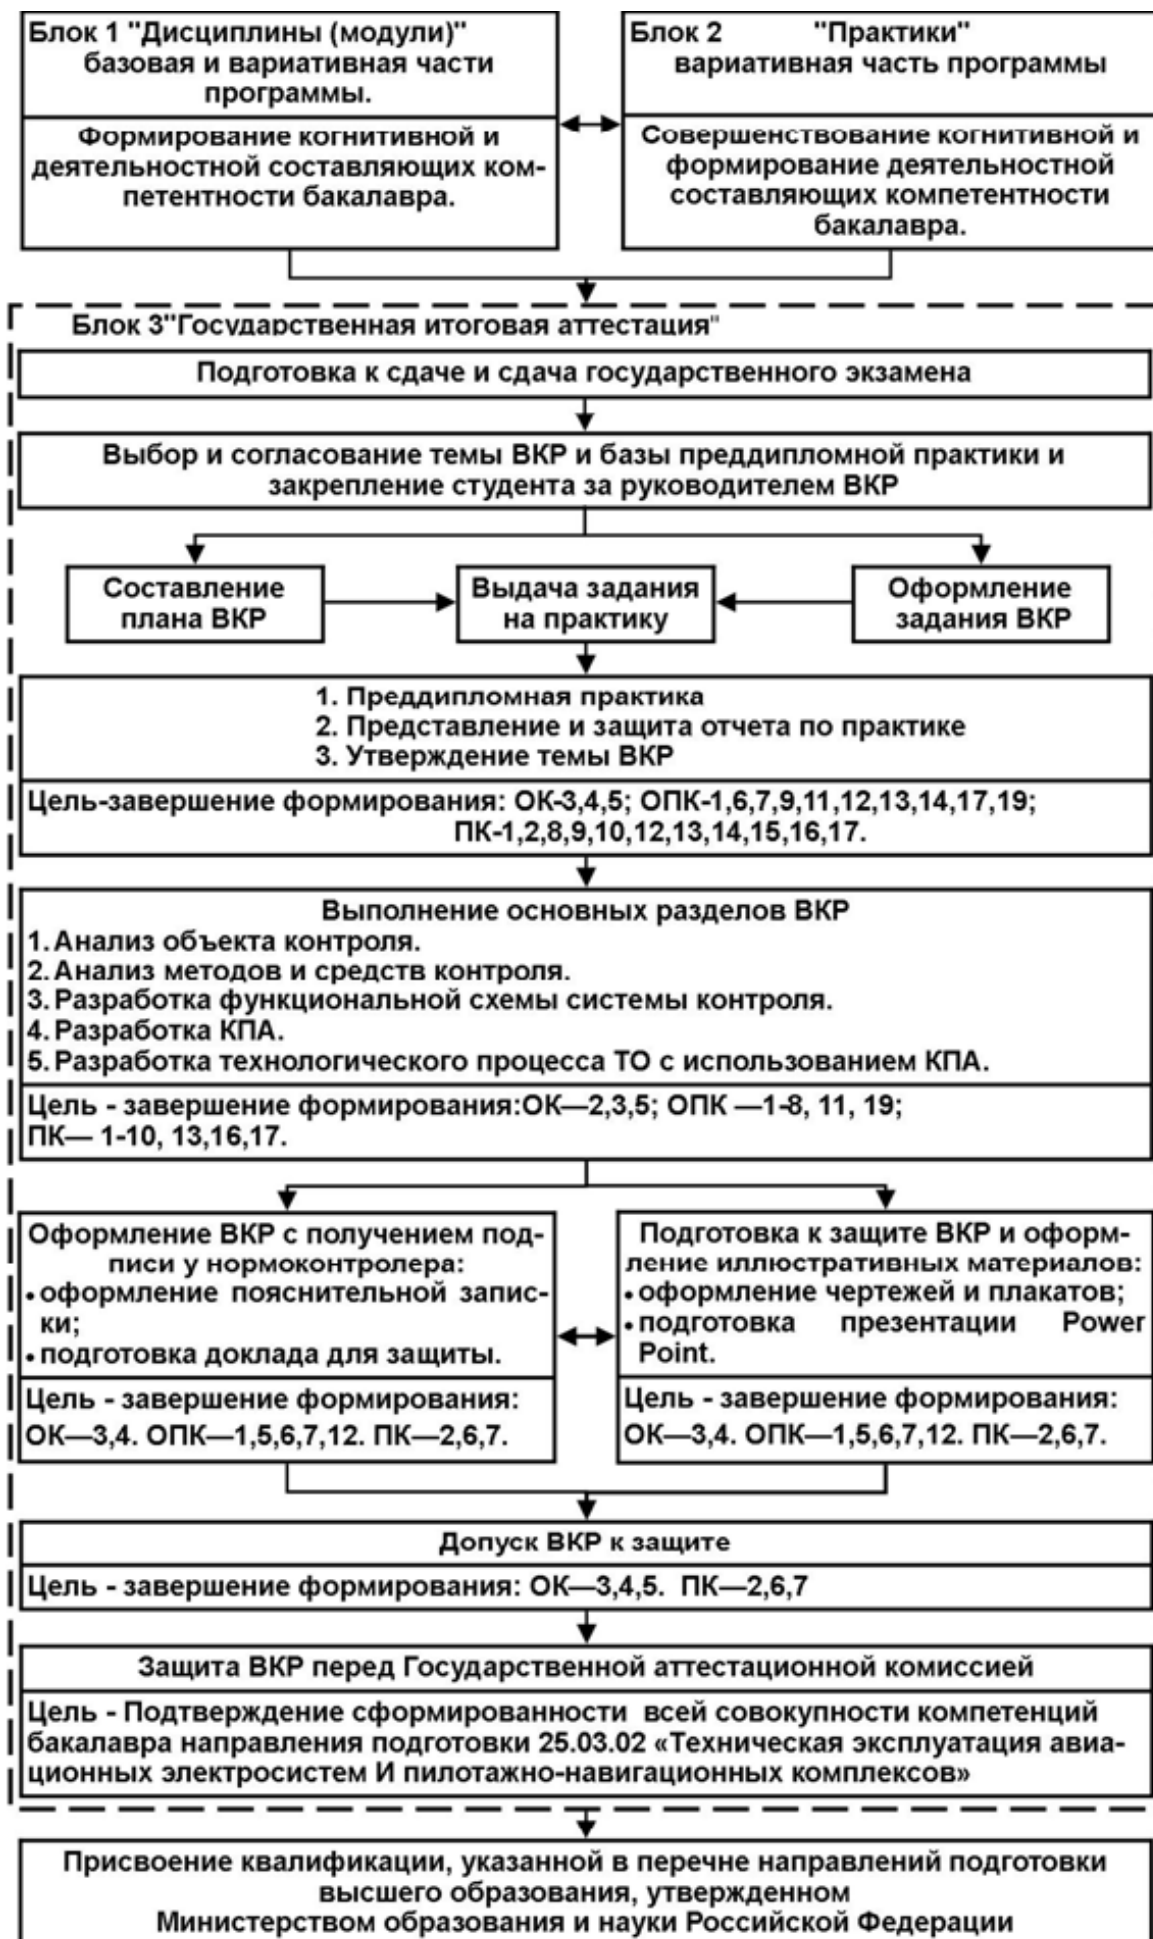 Блок 1 "Дисциплины (модули)"
базовая и вариативная части
программы.
Формирование когнитивной и
деятельностной составляющих ком-
петентности бакалавра.
Блок 2 "Практики"
вариативная часть программы
Совершенствование когнитивной и
формирование деятельностной
составляющих компетентности
бакалавра.
Блок 3"Государственная итоговая аттестация"
Подготовка к сдаче и сдача государственного экзамена
Выбор и согласование темы ВКР и базы преддипломной практики и
закрепление студента за руководителем ВКР
Составление
плана ВКР
Выдача задания
на практику
Оформление
задания ВКР
1. Преддипломная практика
2. Представление и защита отчета по практике
3. Утверждение темы ВКР
Цель-завершение формирования: ОК-3,4,5; ОПК-1,6,7,9,11,12,13,14,17,19;
ПК-1,2,8,9,10,12,13,14,15,16,17.
Выполнение основных разделов ВКР
1. Анализ объекта контроля.
2. Анализ методов и средств контроля.
3. Разработка функциональной схемы системы контроля.
4. Разработка КПА.
5. Разработка технологического процесса ТО с использованием КПА.
Цель - завершение формирования:ОК—2,3,5; ОПК —1-8, 11, 19;
ПК— 1-10, 13,16,17.
Оформление ВКР с получением под-
писи у нормоконтролера:
• оформление пояснительной запис-
ки;
• подготовка доклада для защиты.
Цель - завершение формирования:
ОК—3,4. ОПК—1,5,6,7,12. ПК—2,6,7.
Подготовка к защите ВКР и оформ-
ление иллюстративных материалов:
• оформление чертежей и плакатов;
• подготовка презентации Power
Point.
Цель - завершение формирования:
ОК—3,4. ОПК—1,5,6,7,12. ПК—2,6,7.
Допуск ВКР к защите
Цель - завершение формирования: ОК—3,4,5. ПК—2,6,7
Защита ВКР перед Государственной аттестационной комиссией
Цель - Подтверждение сформированности всей совокупности компетенций
бакалавра направления подготовки 25.03.02 «Техническая эксплуатация авиа-
ционных электросистем И пилотажно-навигационных комплексов»
Присвоение квалификации, указанной в перечне направлений подготовки
высшего образования, утвержденном
Министерством образования и науки Российской Федерации